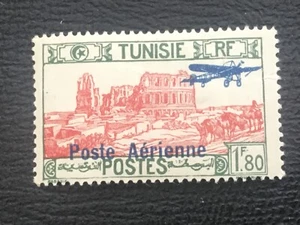 TUNISIE RF
Poste Aérienne
POSTES
1F.80